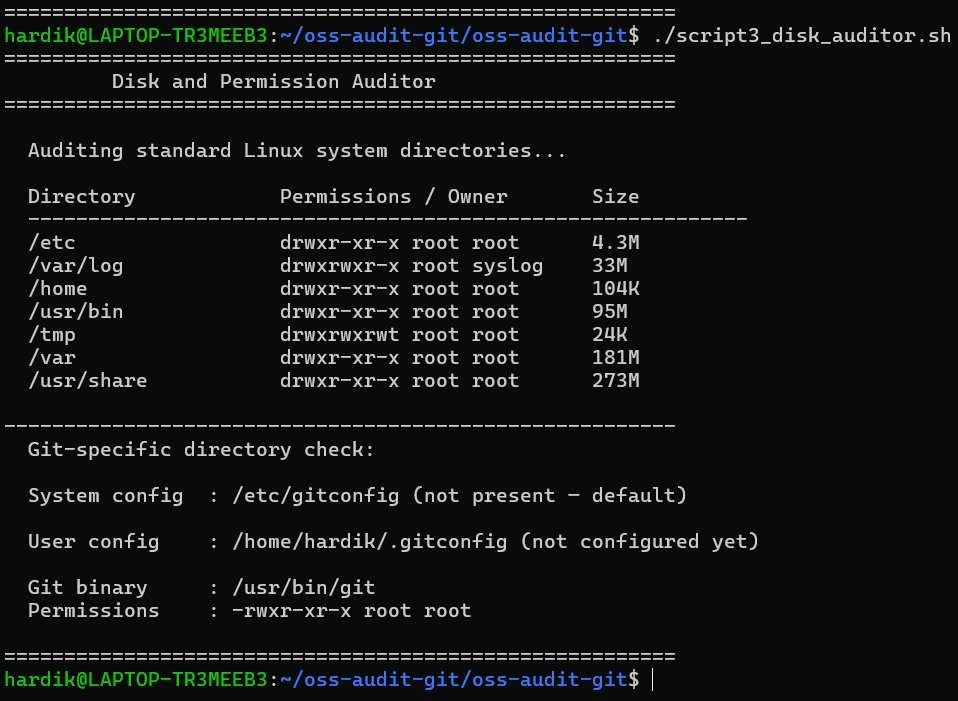 ========================================================
hardik@LAPTOP-TR3MEEB3:~/oss-audit-git/oss-audit-git$ ./script3_disk_auditor.sh
========================================================
         Disk and Permission Auditor
========================================================

  Auditing standard Linux system directories...

  Directory            Permissions / Owner       Size
  ------------------------------------------------------------
  /etc                 drwxr-xr-x root root      4.3M
  /var/log             drwxrwxr-x root syslog    33M
  /home                drwxr-xr-x root root      104K
  /usr/bin             drwxr-xr-x root root      95M
  /tmp                 drwxrwxrwt root root      24K
  /var                 drwxr-xr-x root root      181M
  /usr/share           drwxr-xr-x root root      273M

--------------------------------------------------------
  Git-specific directory check:

  System config  : /etc/gitconfig (not present — default)

  User config    : /home/hardik/.gitconfig (not configured yet)

  Git binary     : /usr/bin/git
  Permissions    : -rwxr-xr-x root root

========================================================
hardik@LAPTOP-TR3MEEB3:~/oss-audit-git/oss-audit-git$